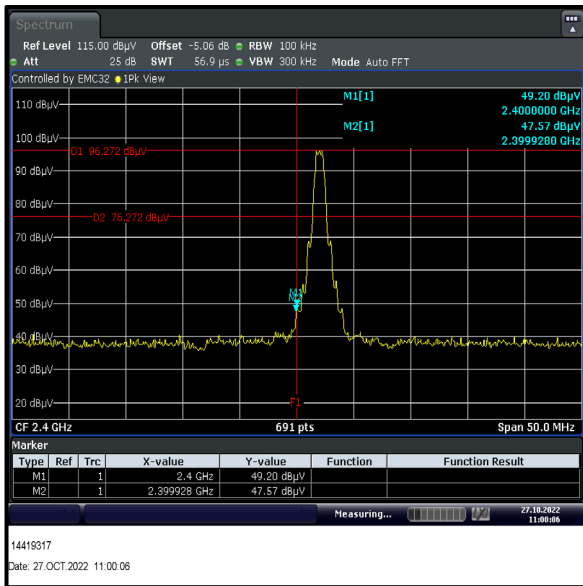 Spectrum
Ref Level 115.00 dBµV Offset -5.06 dB RBW 100 kHz
Att 25 dB SWT 56.9 µs VBW 300 kHz Mode Auto FFT
Controlled by EMC32 1Pk View
M1[1] 49.20 dBµV
2.4000000 GHz
M2[1] 47.57 dBµV
2.3999280 GHz
110 dBµV
100 dBµV
D1 96.272 dBµV
90 dBµV
80 dBµV
D2 76.272 dBµV
70 dBµV
60 dBµV
50 dBµV
40 dBµV
30 dBµV
20 dBµV
F1
CF 2.4 GHz 691 pts Span 50.0 MHz
Marker
Type Ref Trc X-value Y-value Function Function Result
M1 1 2.4 GHz 49.20 dBµV
M2 1 2.399928 GHz 47.57 dBµV
Measuring... 27.10.2022
11:00:06
14419317
Date: 27.OCT.2022 11:00:06